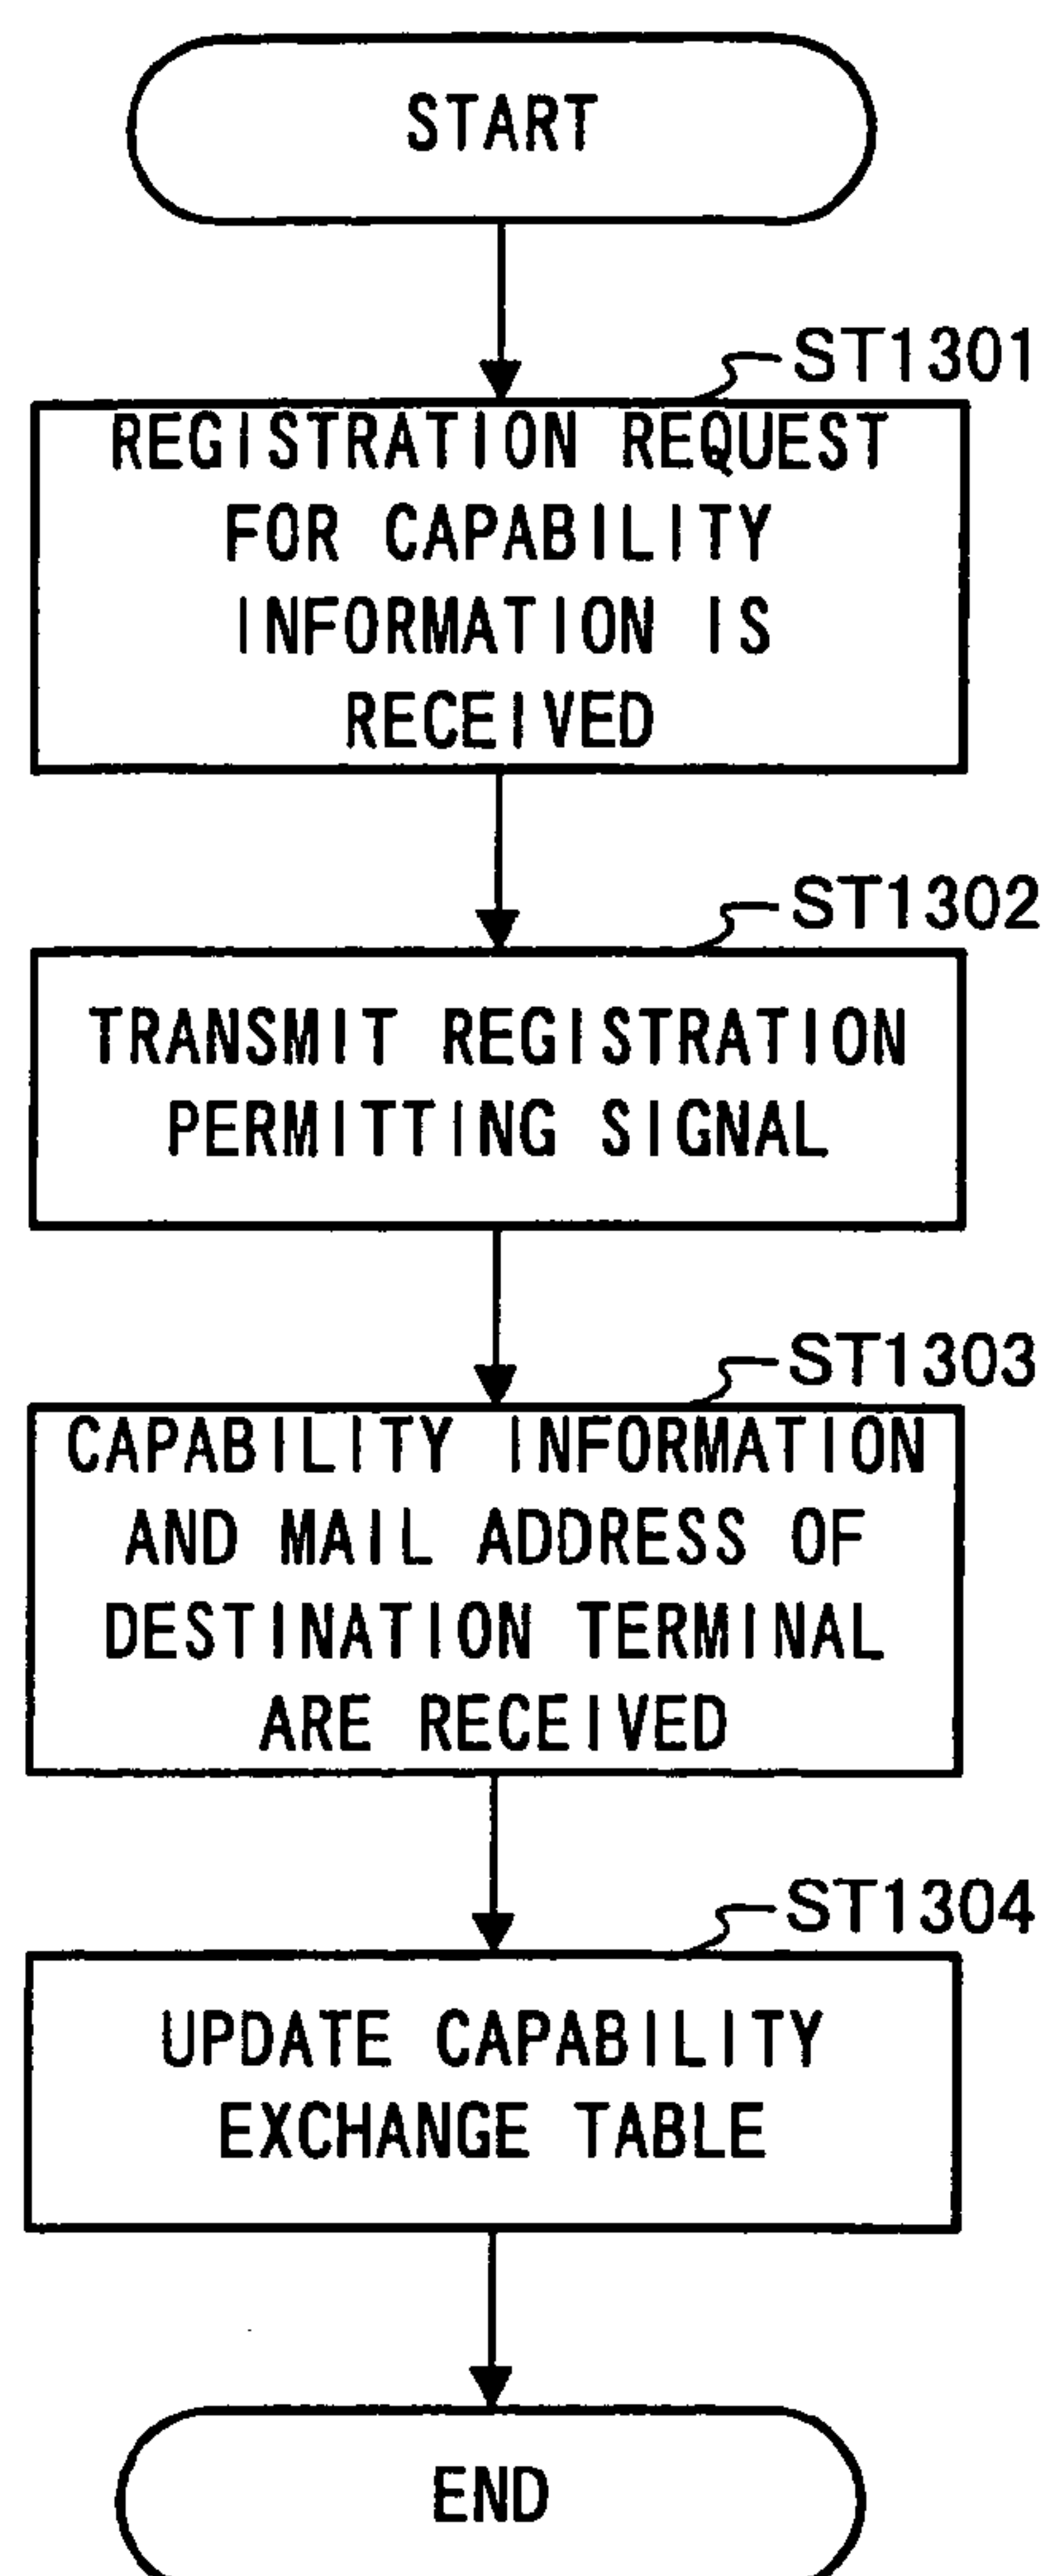 START
ST1301
REGISTRATION REQUEST
FOR CAPABILITY
INFORMATION IS
RECEIVED
ST1302
TRANSMIT REGISTRATION
PERMITTING SIGNAL
ST1303
CAPABILITY INFORMATION
AND MAIL ADDRESS OF
DESTINATION TERMINAL
ARE RECEIVED
ST1304
UPDATE CAPABILITY
EXCHANGE TABLE
END